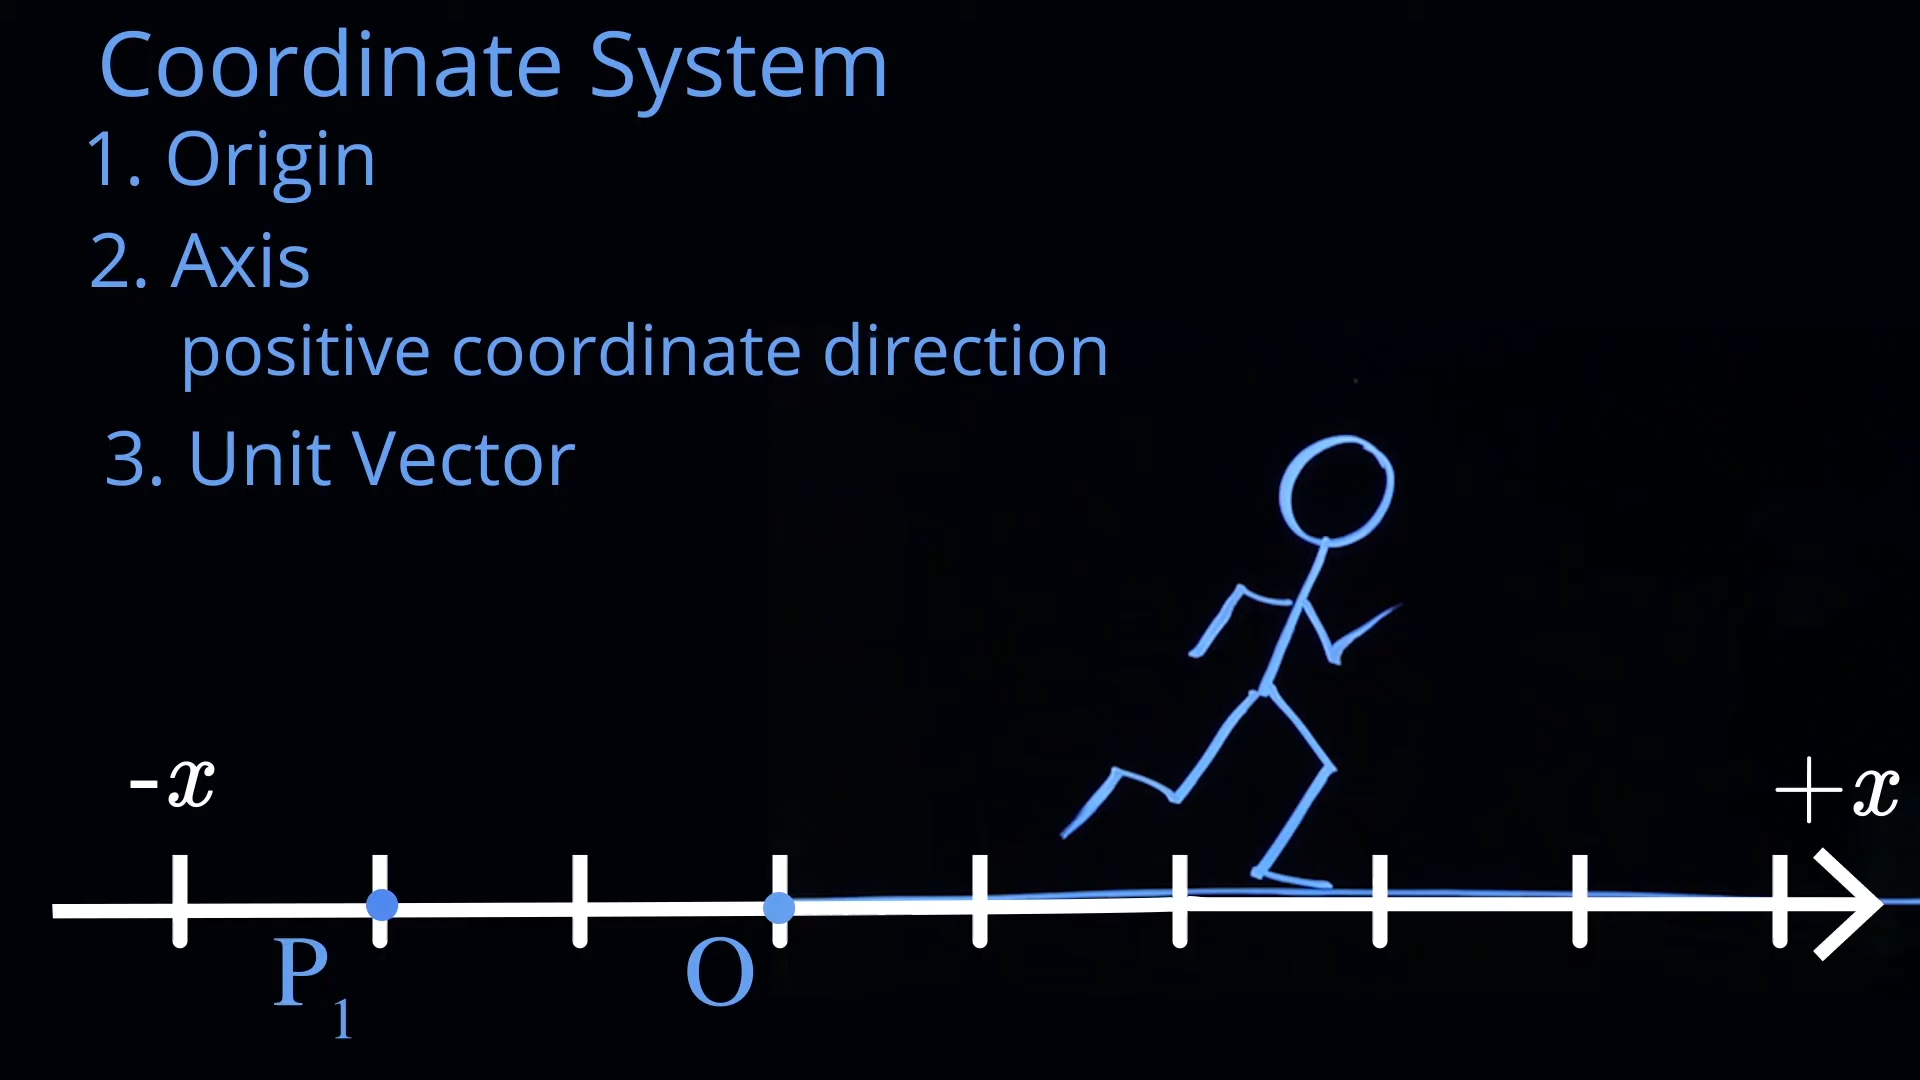 Coordinate System
1. Origin
2. Axis
positive coordinate direction
3. Unit Vector
-x
+x
P₁
O